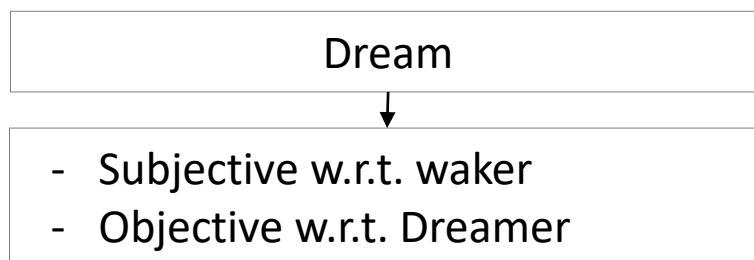 Dream
- Subjective w.r.t. waker
- Objective w.r.t. Dreamer